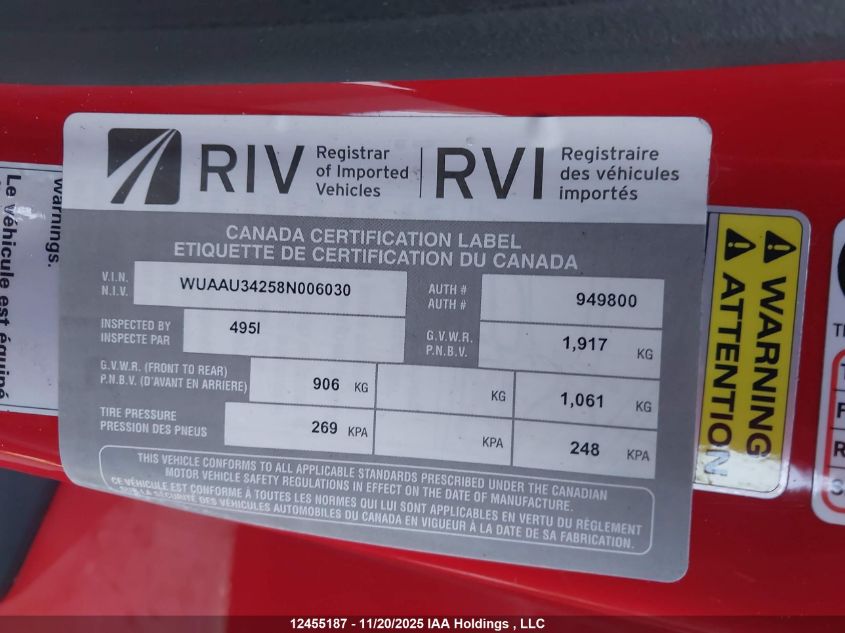 RIV
Registrar
of Imported
Vehicles
RVI
Registraire
des véhicules
importés
CANADA CERTIFICATION LABEL
ETIQUETTE DE CERTIFICATION DU CANADA
V.I.N.
N.I.V.
WUAAU34258N006030
AUTH #
AUTH #
949800
INSPECTED BY
INSPECTE PAR
495I
G.V.W.R.
P.N.B.V.
1,917 KG
G.V.W.R. (FRONT TO REAR)
P.N.B.V. (D'AVANT EN ARRIERE)
906 KG
KG
1,061 KG
TIRE PRESSURE
PRESSION DES PNEUS
269 KPA
KPA
248 KPA
THIS VEHICLE CONFORMS TO ALL APPLICABLE STANDARDS PRESCRIBED UNDER THE CANADIAN
MOTOR VEHICLE SAFETY REGULATIONS IN EFFECT ON THE DATE OF MANUFACTURE.
CE VÉHICULE EST CONFORME À TOUTES LES NORMES QUI LUI SONT APPLICABLES EN VERTU DU RÈGLEMENT
SUR LA SÉCURITÉ DES VÉHICULES AUTOMOBILES DU CANADA EN VIGUEUR À LA DATE DE SA FABRICATION.
warnings.
Le véhicule est équipé
WARNING
ATTENTION
12455187 - 11/20/2025 IAA Holdings , LLC